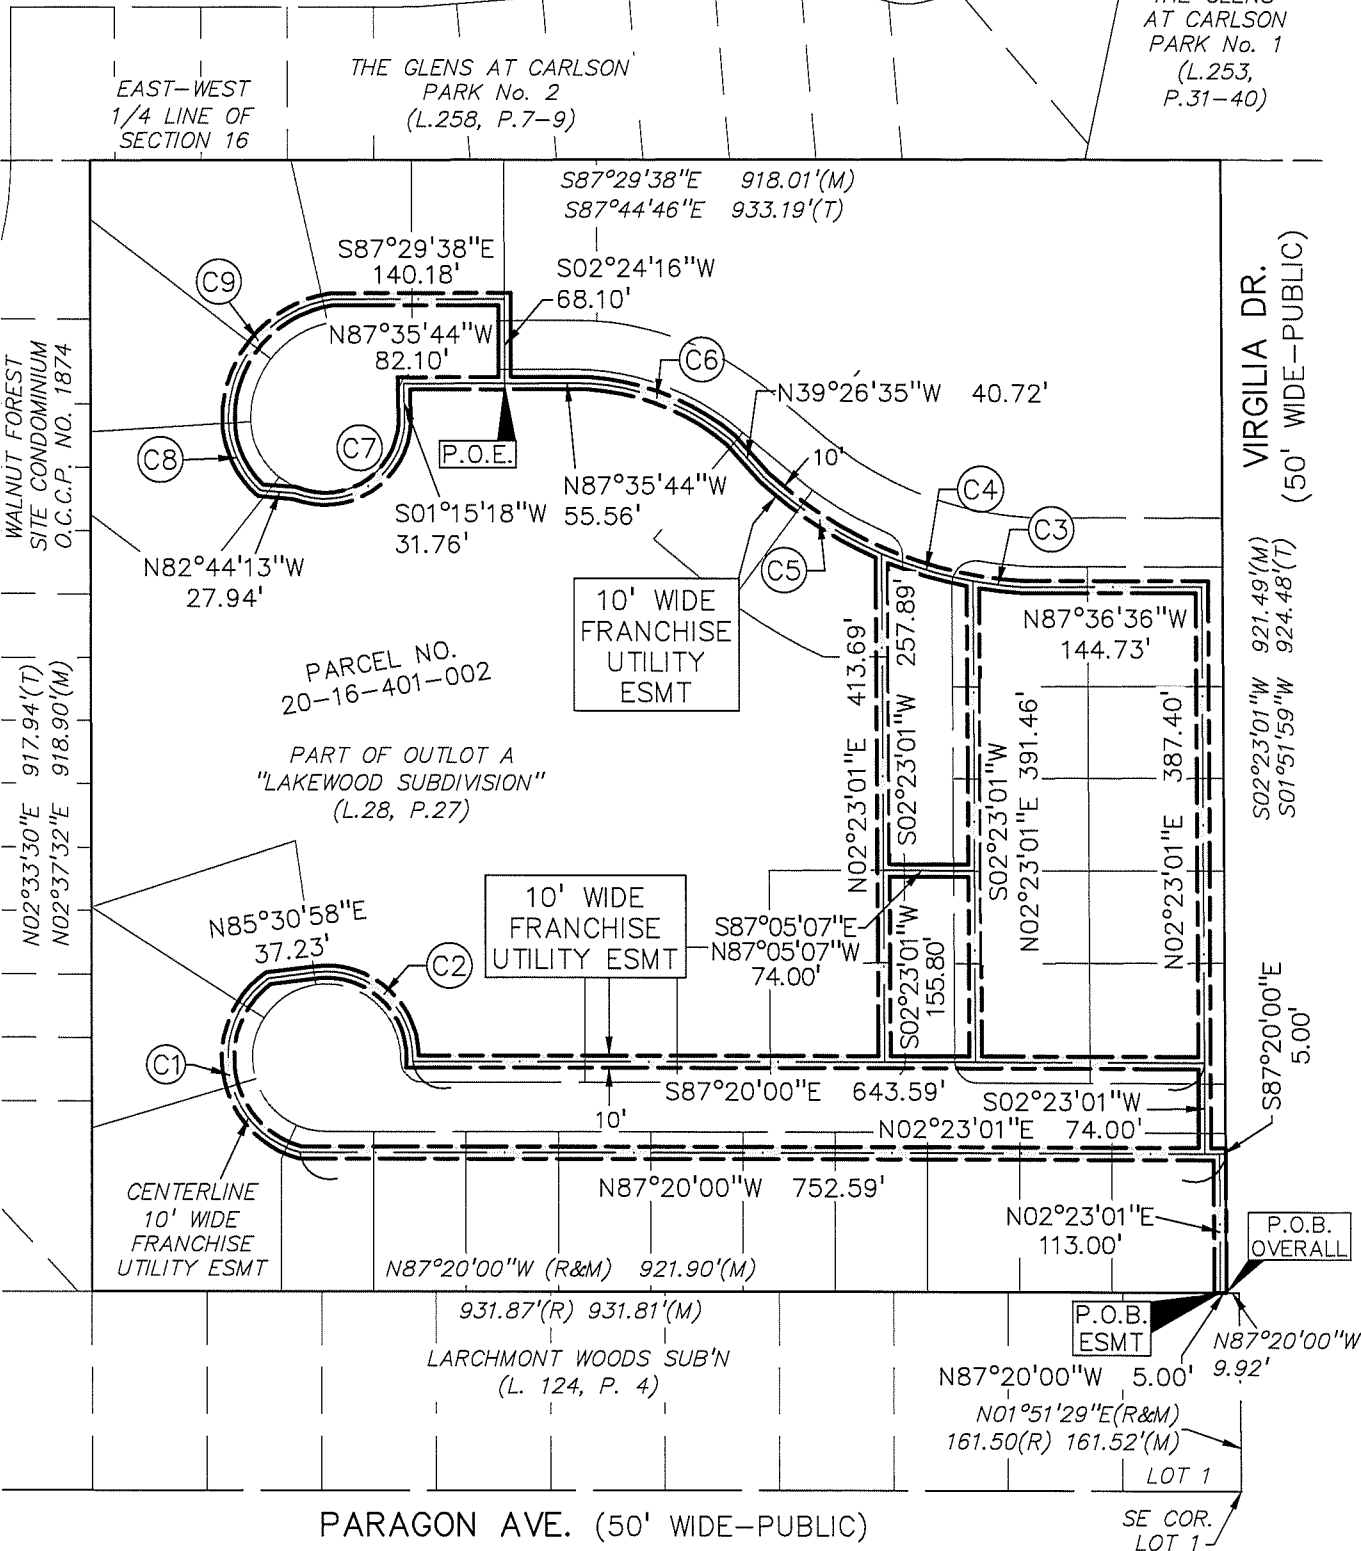 THE GLENS
AT CARLSON
PARK No. 1
(L.253,
P.31-40)
THE GLENS AT CARLSON
PARK No. 2
(L.258, P.7-9)
EAST-WEST
1/4 LINE OF
SECTION 16
S87°29'38"E 918.01'(M)
S87°44'46"E 933.19'(T)
S87°29'38"E
140.18'
S02°24'16"W
68.10'
C9
N87°35'44"W
82.10'
C6
N39°26'35"W 40.72'
VIRGILIA DR.
(50' WIDE-PUBLIC)
WALNUT FOREST
SITE CONDOMINIUM
O.C.C.P. NO. 1874
C8
C7
P.O.E.
10'
N87°35'44"W
55.56'
C4
C3
S01°15'18"W
31.76'
C5
N82°44'13"W
27.94'
10' WIDE
FRANCHISE
UTILITY
ESMT
N87°36'36"W
144.73'
S02°23'01"W 921.49'(M)
S01°51'59"W 924.48'(T)
PARCEL NO.
20-16-401-002
N02°23'01"E 413.69'
S02°23'01"W 257.89'
S02°23'01"W
N02°23'01"E 391.46'
N02°23'01"E 387.40'
N02°33'30"E 917.94'(T)
N02°37'32"E 918.90'(M)
PART OF OUTLOT A
"LAKEWOOD SUBDIVISION"
(L.28, P.27)
N85°30'58"E
37.23'
C2
10' WIDE
FRANCHISE
UTILITY ESMT
S87°05'07"E
N87°05'07"W
74.00'
S02°23'01"W
155.80'
S87°20'00"E
5.00'
C1
S87°20'00"E 643.59'
10'
S02°23'01"W
N02°23'01"E 74.00'
N87°20'00"W 752.59'
CENTERLINE
10' WIDE
FRANCHISE
UTILITY ESMT
N02°23'01"E
113.00'
P.O.B.
OVERALL
N87°20'00"W (R&M) 921.90'(M)
931.87'(R) 931.81'(M)
P.O.B.
ESMT
N87°20'00"W
9.92'
LARCHMONT WOODS SUB'N
(L. 124, P. 4)
N87°20'00"W 5.00'
N01°51'29"E(R&M)
161.50(R) 161.52'(M)
LOT 1
PARAGON AVE. (50' WIDE-PUBLIC)
SE COR.
LOT 1